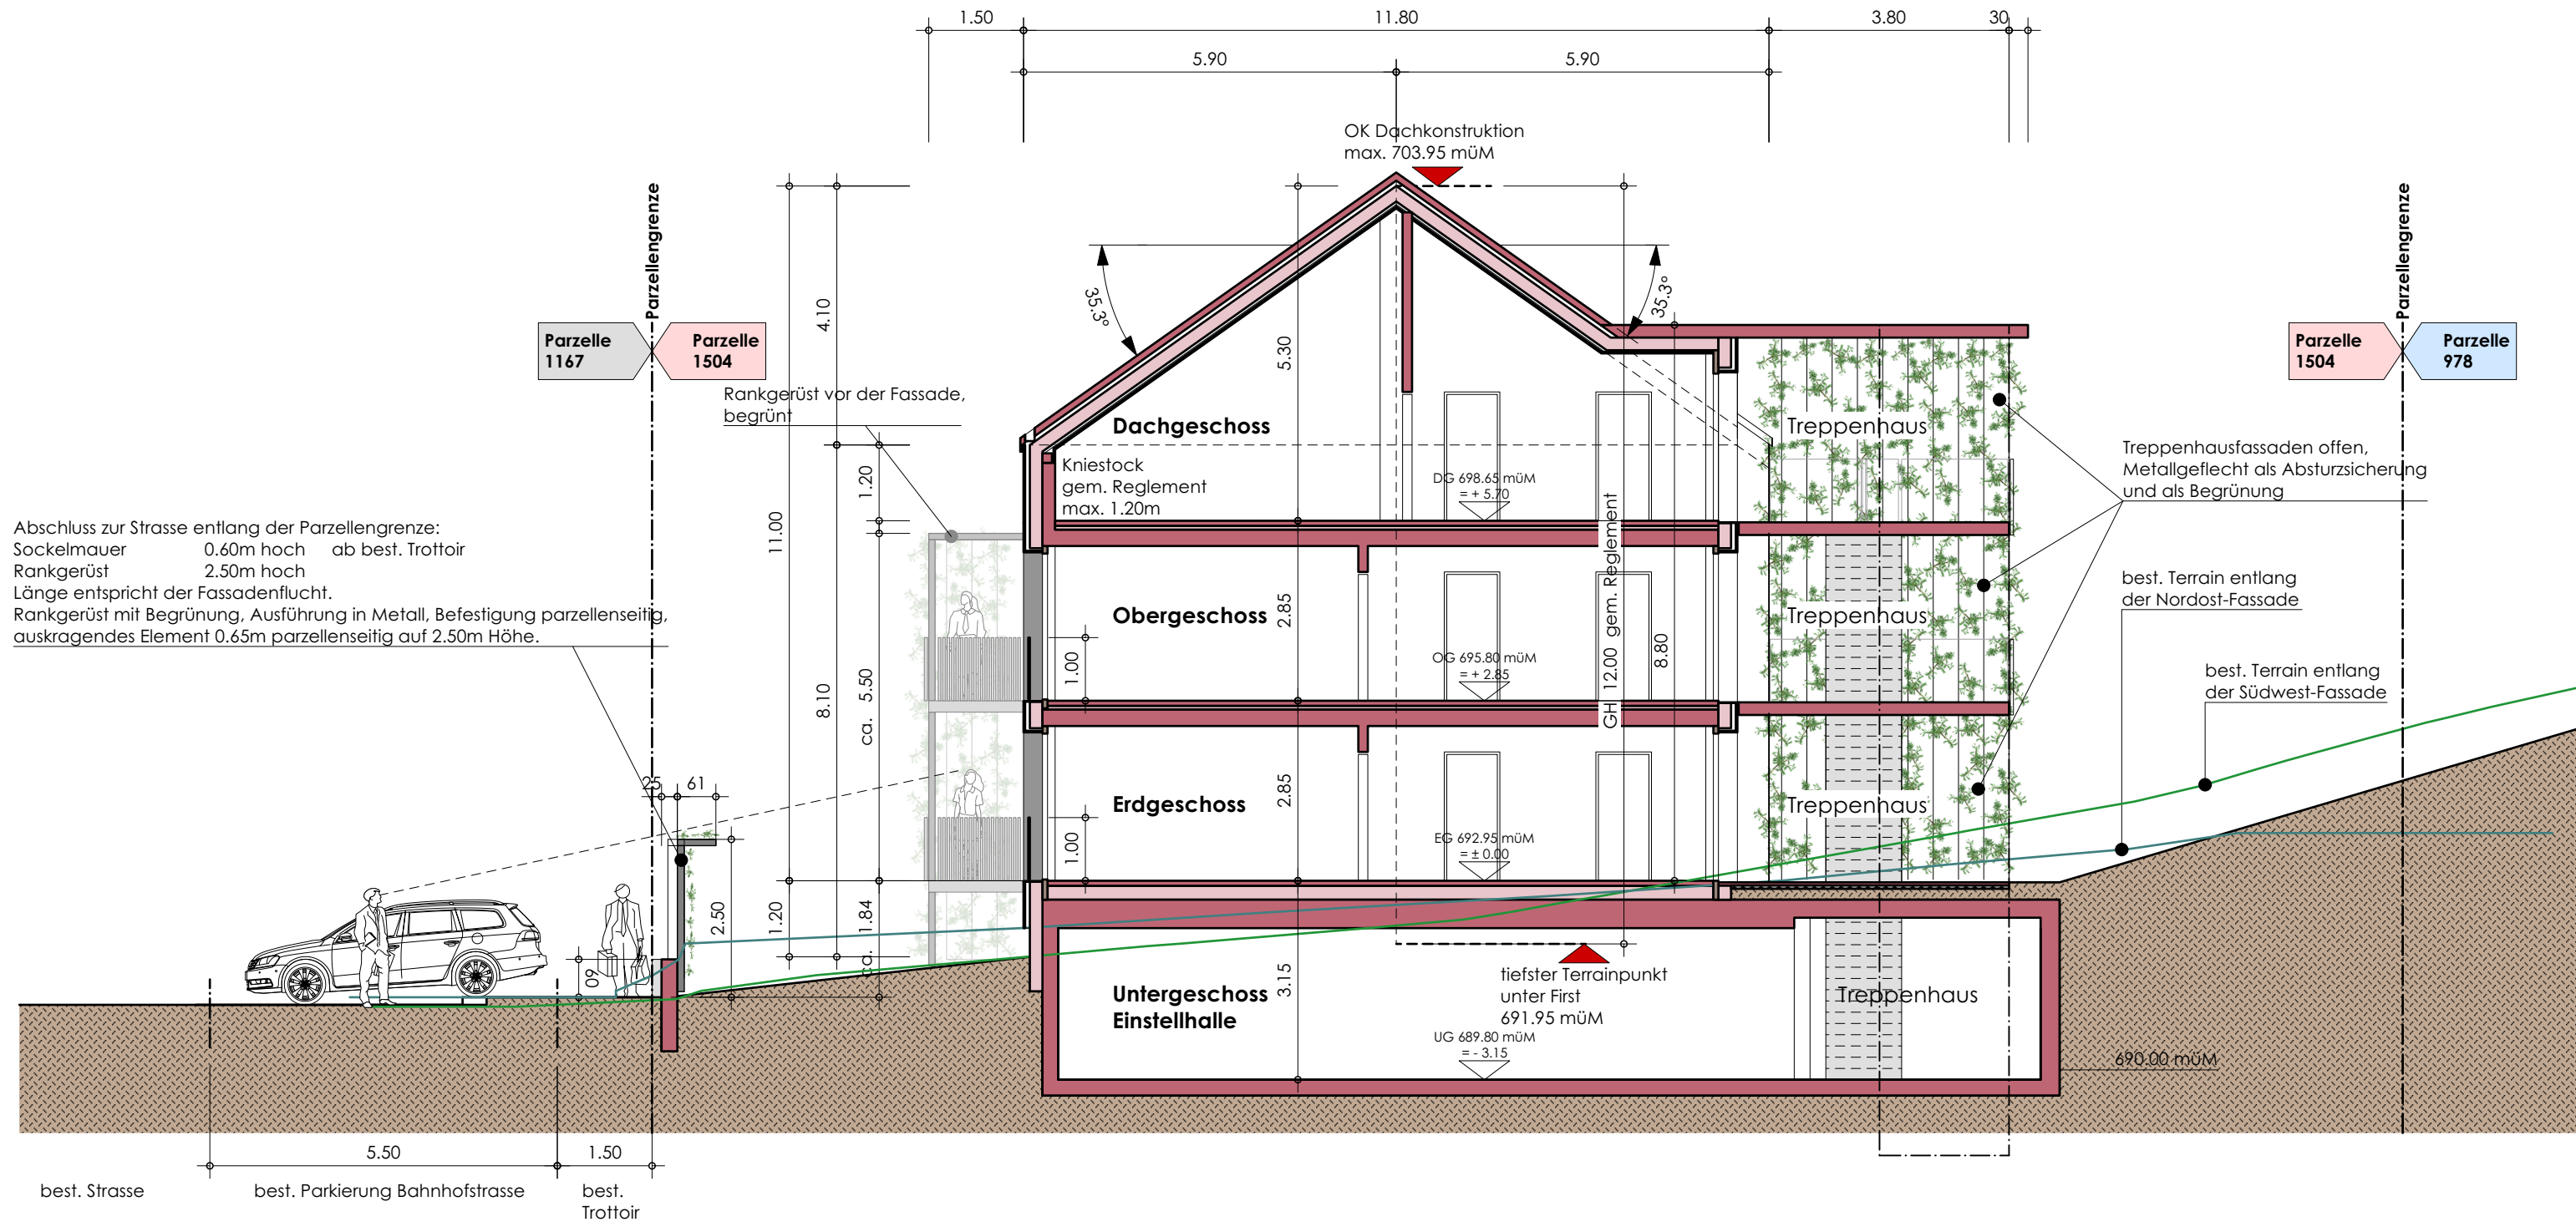 1.50
11.80
3.80
30
5.90
5.90
OK Dachkonstruktion
max. 703.95 müM
Parzellengrenze
Parzellengrenze
35.3°
35.3°
4.10
5.30
11.00
Parzelle
1167
Parzelle
1504
Parzelle
1504
Parzelle
978
Rankgerüst vor der Fassade,
begrünt
Dachgeschoss
Treppenhaus
Treppenhausfassaden offen,
Metallgeflecht als Absturzsicherung
und als Begrünung
1.20
Kniestock
gem. Reglement
max. 1.20m
DG 698.65 müM
= + 5.70
GH 12.00 gem. Reglement
Abschluss zur Strasse entlang der Parzellengrenze:
Sockelmauer 0.60m hoch ab best. Trottoir
Rankgerüst 2.50m hoch
Länge entspricht der Fassadenflucht.
Rankgerüst mit Begrünung, Ausführung in Metall, Befestigung parzellenseitig,
auskragendes Element 0.65m parzellenseitig auf 2.50m Höhe.
best. Terrain entlang
der Nordost-Fassade
Obergeschoss
2.85
Treppenhaus
8.10
ca. 5.50
1.00
OG 695.80 müM
= + 2.85
8.80
best. Terrain entlang
der Südwest-Fassade
25
61
Erdgeschoss
2.85
Treppenhaus
1.00
EG 692.95 müM
= ± 0.00
2.50
1.20
ca. 1.84
60
3.15
Untergeschoss
Einstellhalle
tiefster Terrainpunkt
unter First
691.95 müM
Treppenhaus
UG 689.80 müM
= - 3.15
690.00 müM
5.50
1.50
best. Strasse
best. Parkierung Bahnhofstrasse
best.
Trottoir